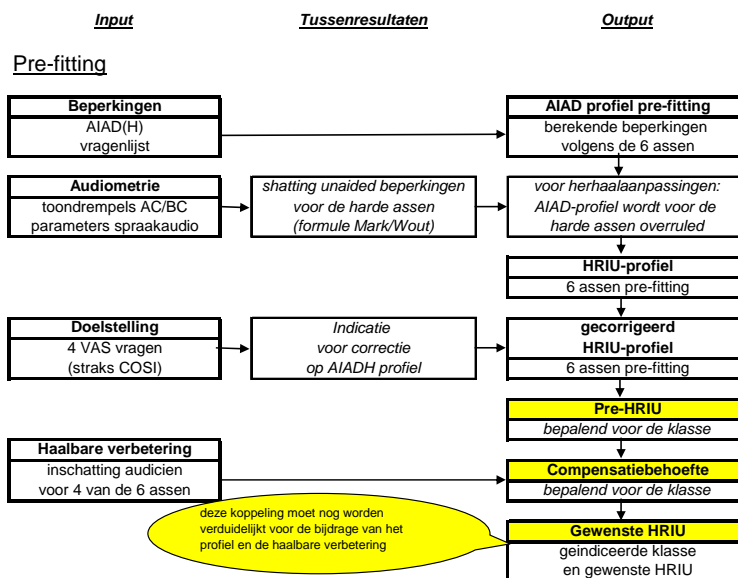 Input
Tussenresultaten
Output
Pre-fitting
Beperkingen
AIAD(H)
vragenlijst
AIAD profiel pre-fitting
berekende beperkingen
volgens de 6 assen
Audiometrie
toondrempels AC/BC
parameters spraakaudio
shatting unaided beperkingen
voor de harde assen
(formule Mark/Wout)
voor herhaalaanpassingen:
AIAD-profiel wordt voor de
harde assen overruled
HRIU-profiel
6 assen pre-fitting
Doelstelling
4 VAS vragen
(straks COSI)
Indicatie
voor correctie
op AIADH profiel
gecorrigeerd
HRIU-profiel
6 assen pre-fitting
Pre-HRIU
bepalend voor de klasse
Haalbare verbetering
inschatting audicien
voor 4 van de 6 assen
Compensatiebehoefte
bepalend voor de klasse
deze koppeling moet nog worden
verduidelijkt voor de bijdrage van het
profiel en de haalbare verbetering
Gewenste HRIU
geindiceerde klasse
en gewenste HRIU